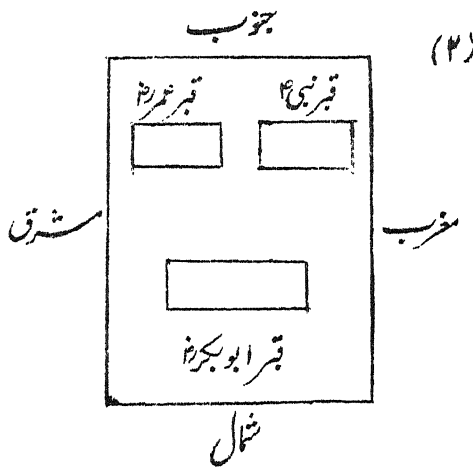 (۲)
جنوب
قبر نبیؐ قبر عمرؓ
مغرب مشرق
قبر ابوبکرؓ
شمال